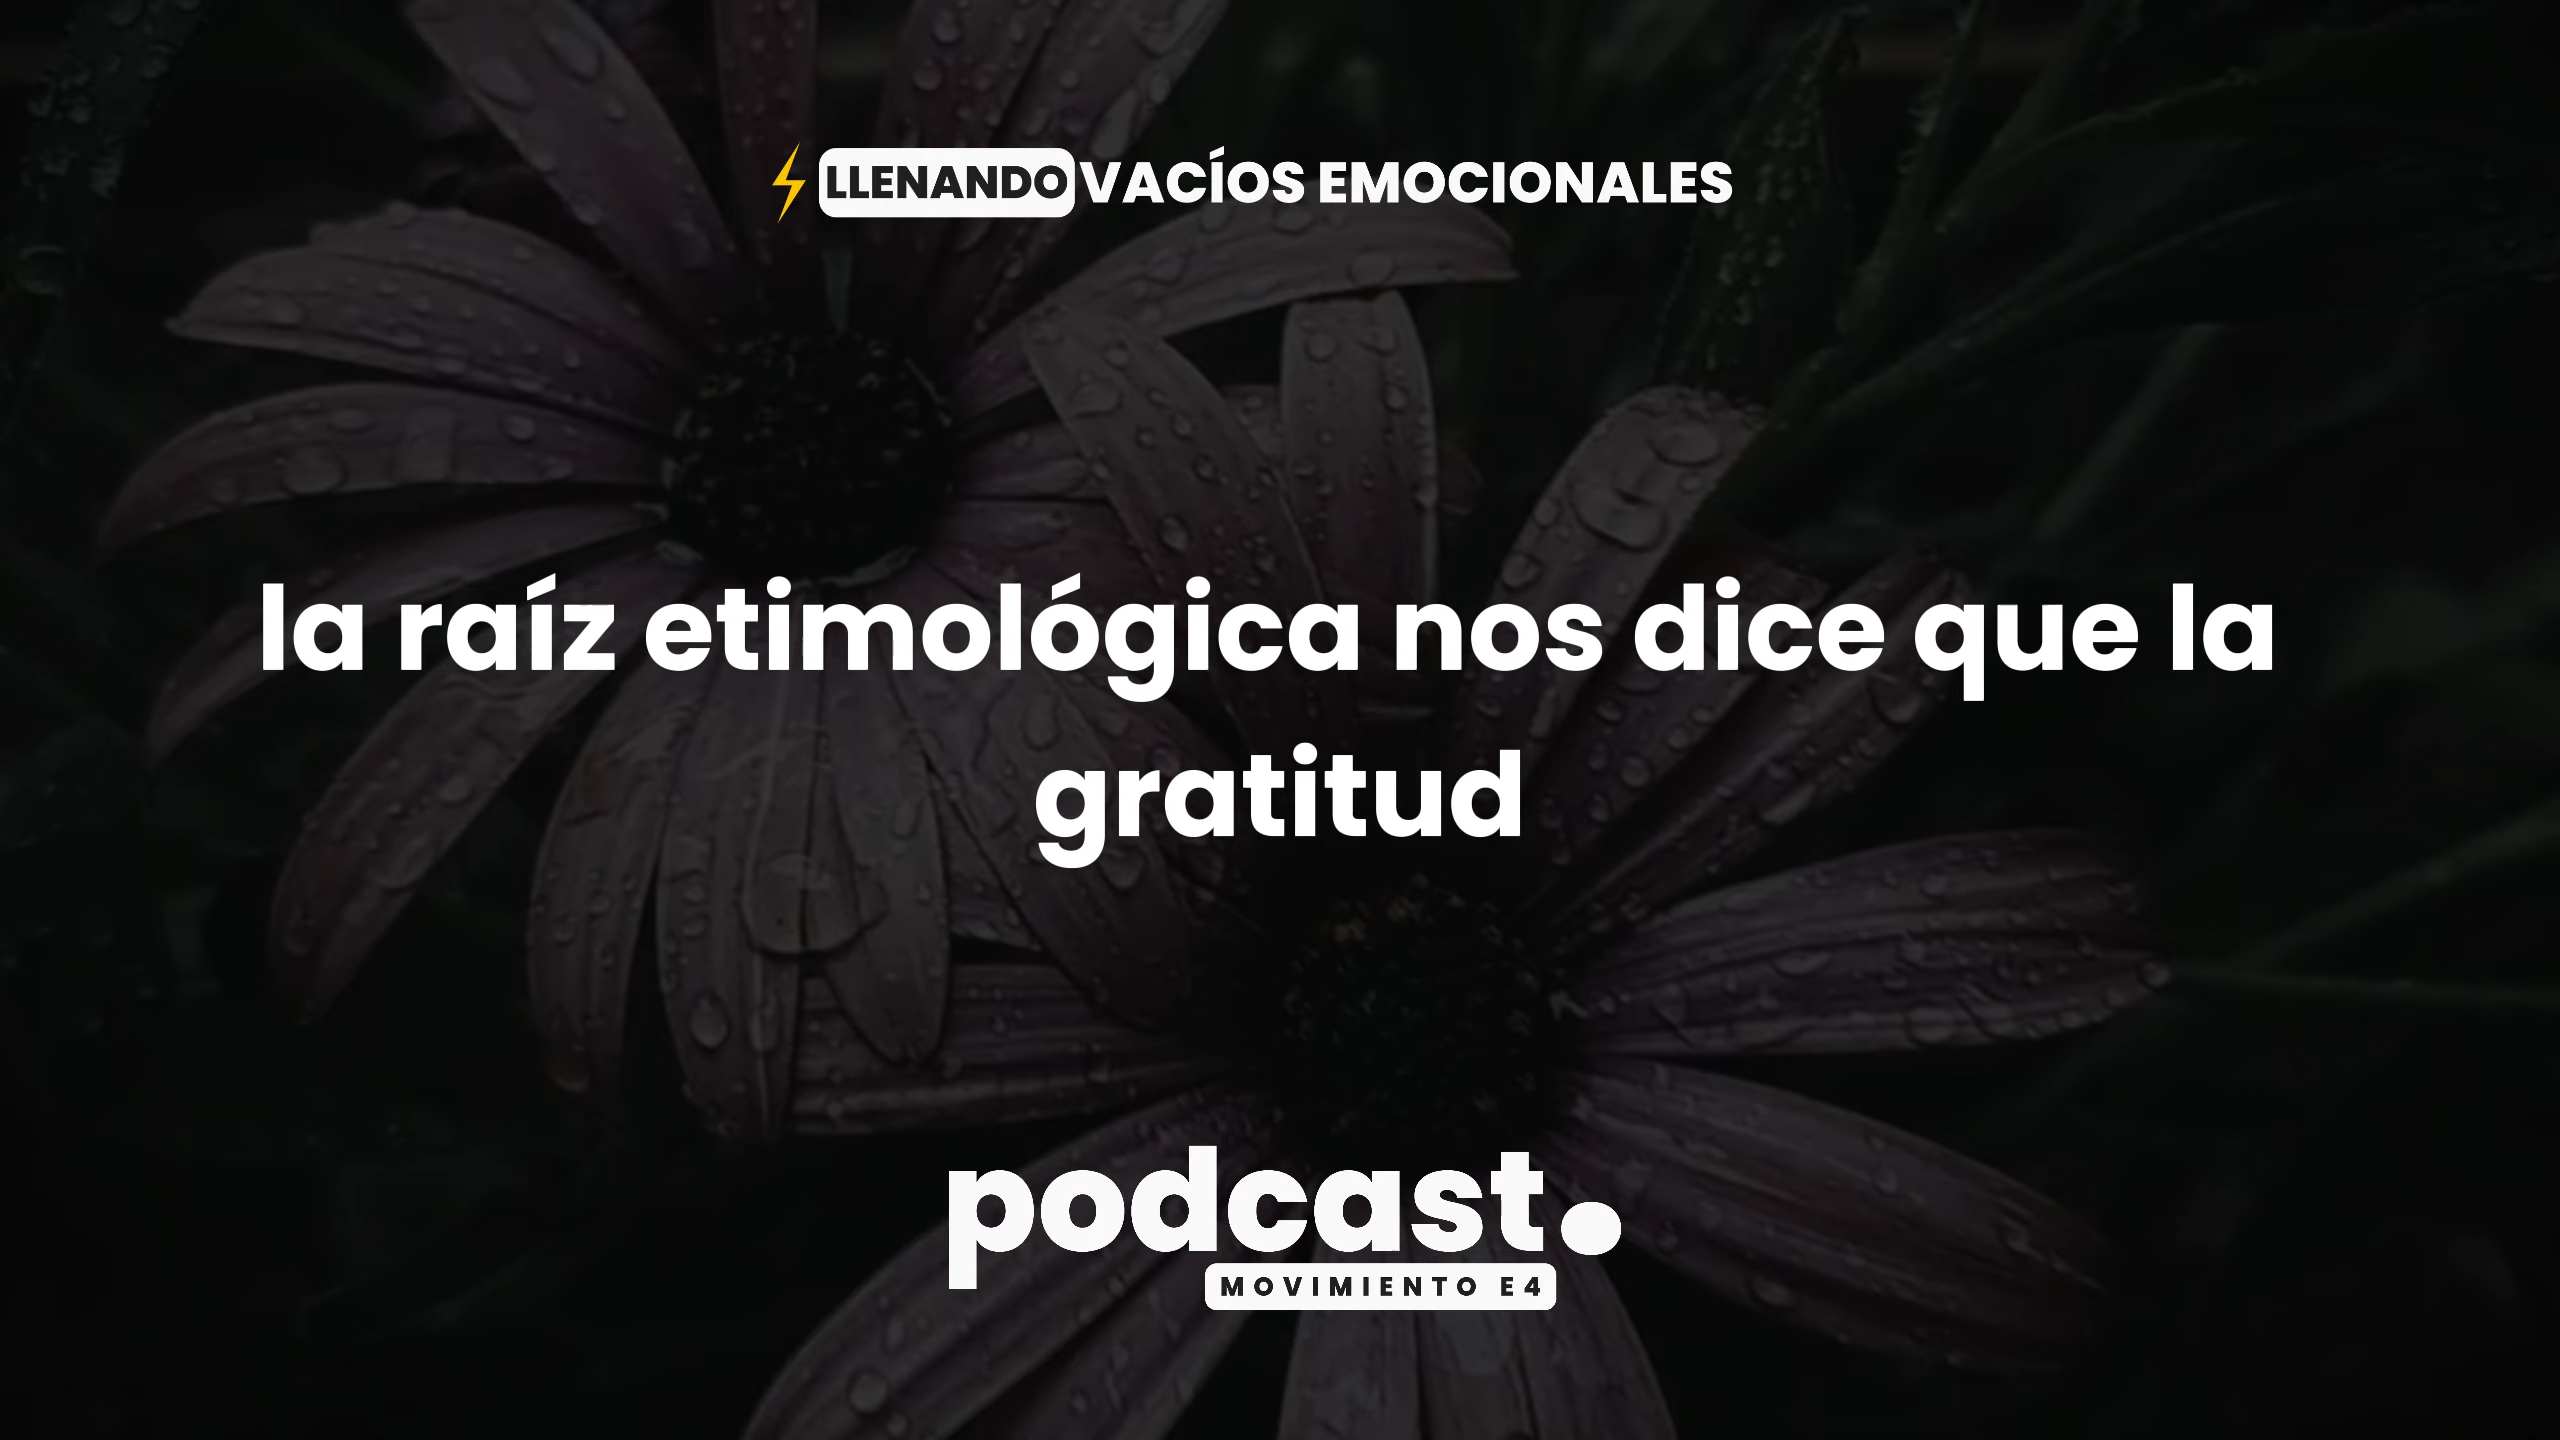 LLENANDO VACÍOS EMOCIONALES
la raíz etimológica nos dice que la
gratitud
podcast.
MOVIMIENTO E4